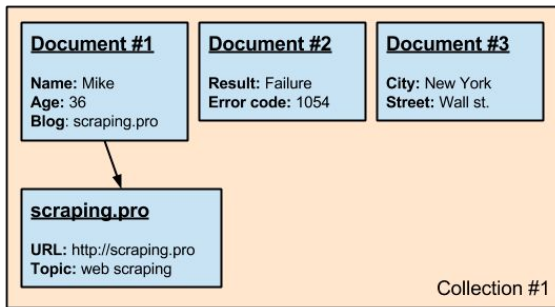 Document #1
Name: Mike
Age: 36
Blog: scraping.pro
Document #2
Result: Failure
Error code: 1054
Document #3
City: New York
Street: Wall st.
scraping.pro
URL: http://scraping.pro
Topic: web scraping
Collection #1